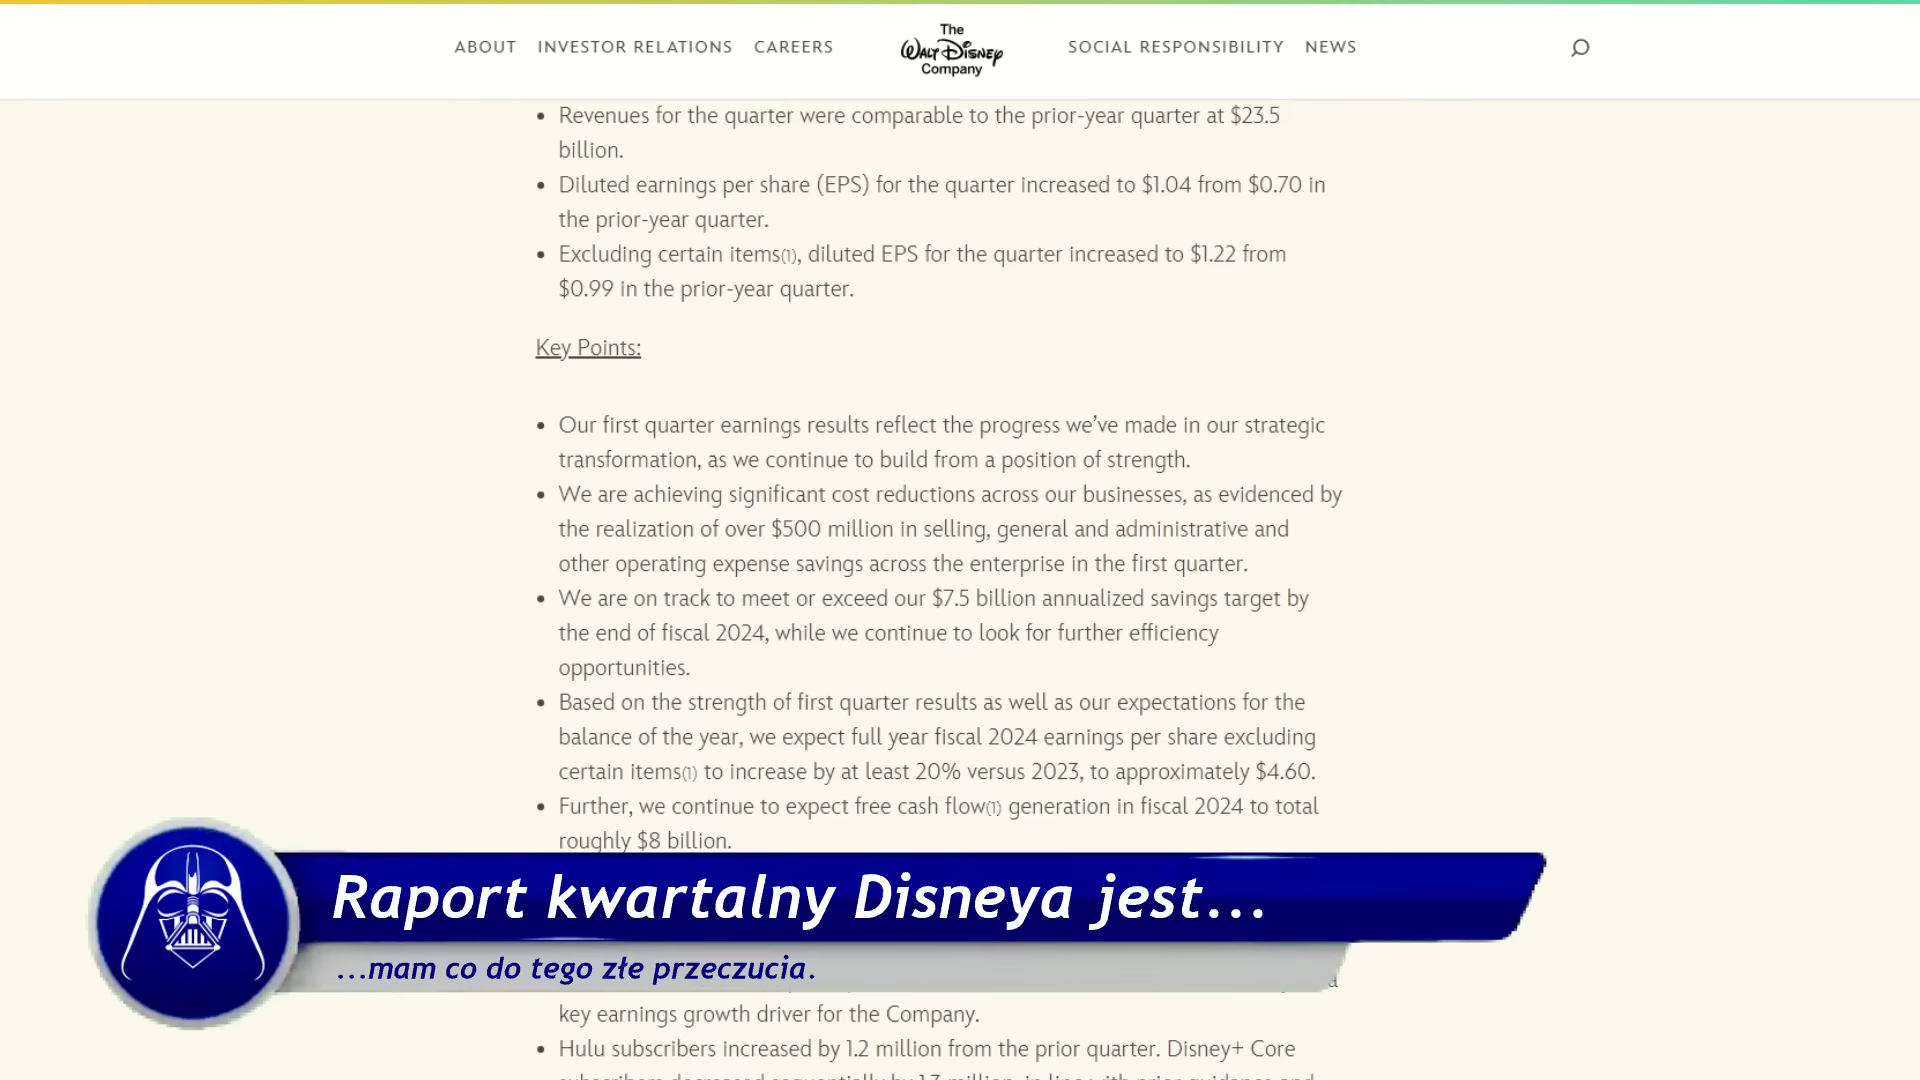 ABOUT INVESTOR RELATIONS CAREERS The Walt Disney Company SOCIAL RESPONSIBILITY NEWS
• Revenues for the quarter were comparable to the prior-year quarter at $23.5
billion.
• Diluted earnings per share (EPS) for the quarter increased to $1.04 from $0.70 in
the prior-year quarter.
• Excluding certain items(1), diluted EPS for the quarter increased to $1.22 from
$0.99 in the prior-year quarter.
Key Points:
• Our first quarter earnings results reflect the progress we’ve made in our strategic
transformation, as we continue to build from a position of strength.
• We are achieving significant cost reductions across our businesses, as evidenced by
the realization of over $500 million in selling, general and administrative and
other operating expense savings across the enterprise in the first quarter.
• We are on track to meet or exceed our $7.5 billion annualized savings target by
the end of fiscal 2024, while we continue to look for further efficiency
opportunities.
• Based on the strength of first quarter results as well as our expectations for the
balance of the year, we expect full year fiscal 2024 earnings per share excluding
certain items(1) to increase by at least 20% versus 2023, to approximately $4.60.
• Further, we continue to expect free cash flow(1) generation in fiscal 2024 to total
roughly $8 billion.
Raport kwartalny Disneya jest...
...mam co do tego złe przeczucia.
key earnings growth driver for the Company.
• Hulu subscribers increased by 1.2 million from the prior quarter. Disney+ Core
subscribers decreased sequentially by 1.3 million, in line with prior guidance and